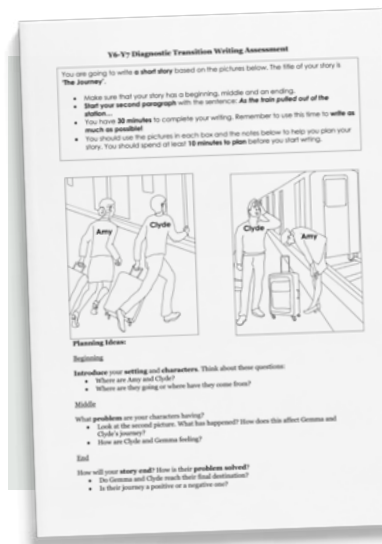 Y6-Y7 Diagnostic Transition Writing Assessment
You are going to write a short story based on the pictures below. The title of your story is
'The Journey'.
Make sure that your story has a beginning, middle and an ending.
Start your second paragraph with the sentence: As the train pulled out of the
station...
You have 30 minutes to complete your writing. Remember to use this time to write as
much as possible!
You should use the pictures in each box and the notes below to help you plan your
story. You should spend at least 10 minutes to plan before you start writing.
Amy
Clyde
Clyde
Amy
Planning Ideas:
Beginning
Introduce your setting and characters. Think about these questions:
Where are Amy and Clyde?
Where are they going or where have they come from?
Middle
What problem are your characters having?
Look at the second picture. What has happened? How does this affect Gemma and
Clyde's journey?
How are Clyde and Gemma feeling?
End
How will your story end? How is their problem solved?
Do Gemma and Clyde reach their final destination?
Is their journey a positive or a negative one?